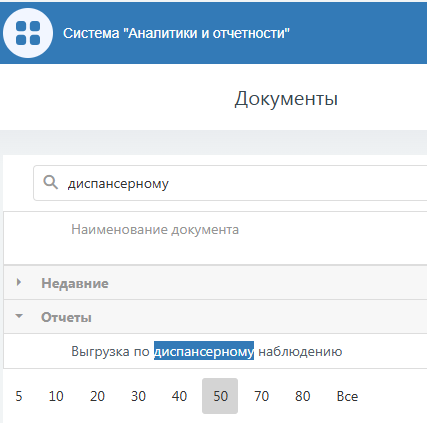 Система "Аналитики и отчетности"
Документы
диспансерному
Наименование документа
Недавние
Отчеты
Выгрузка по диспансерному наблюдению
5 10 20 30 40 50 70 80 Все